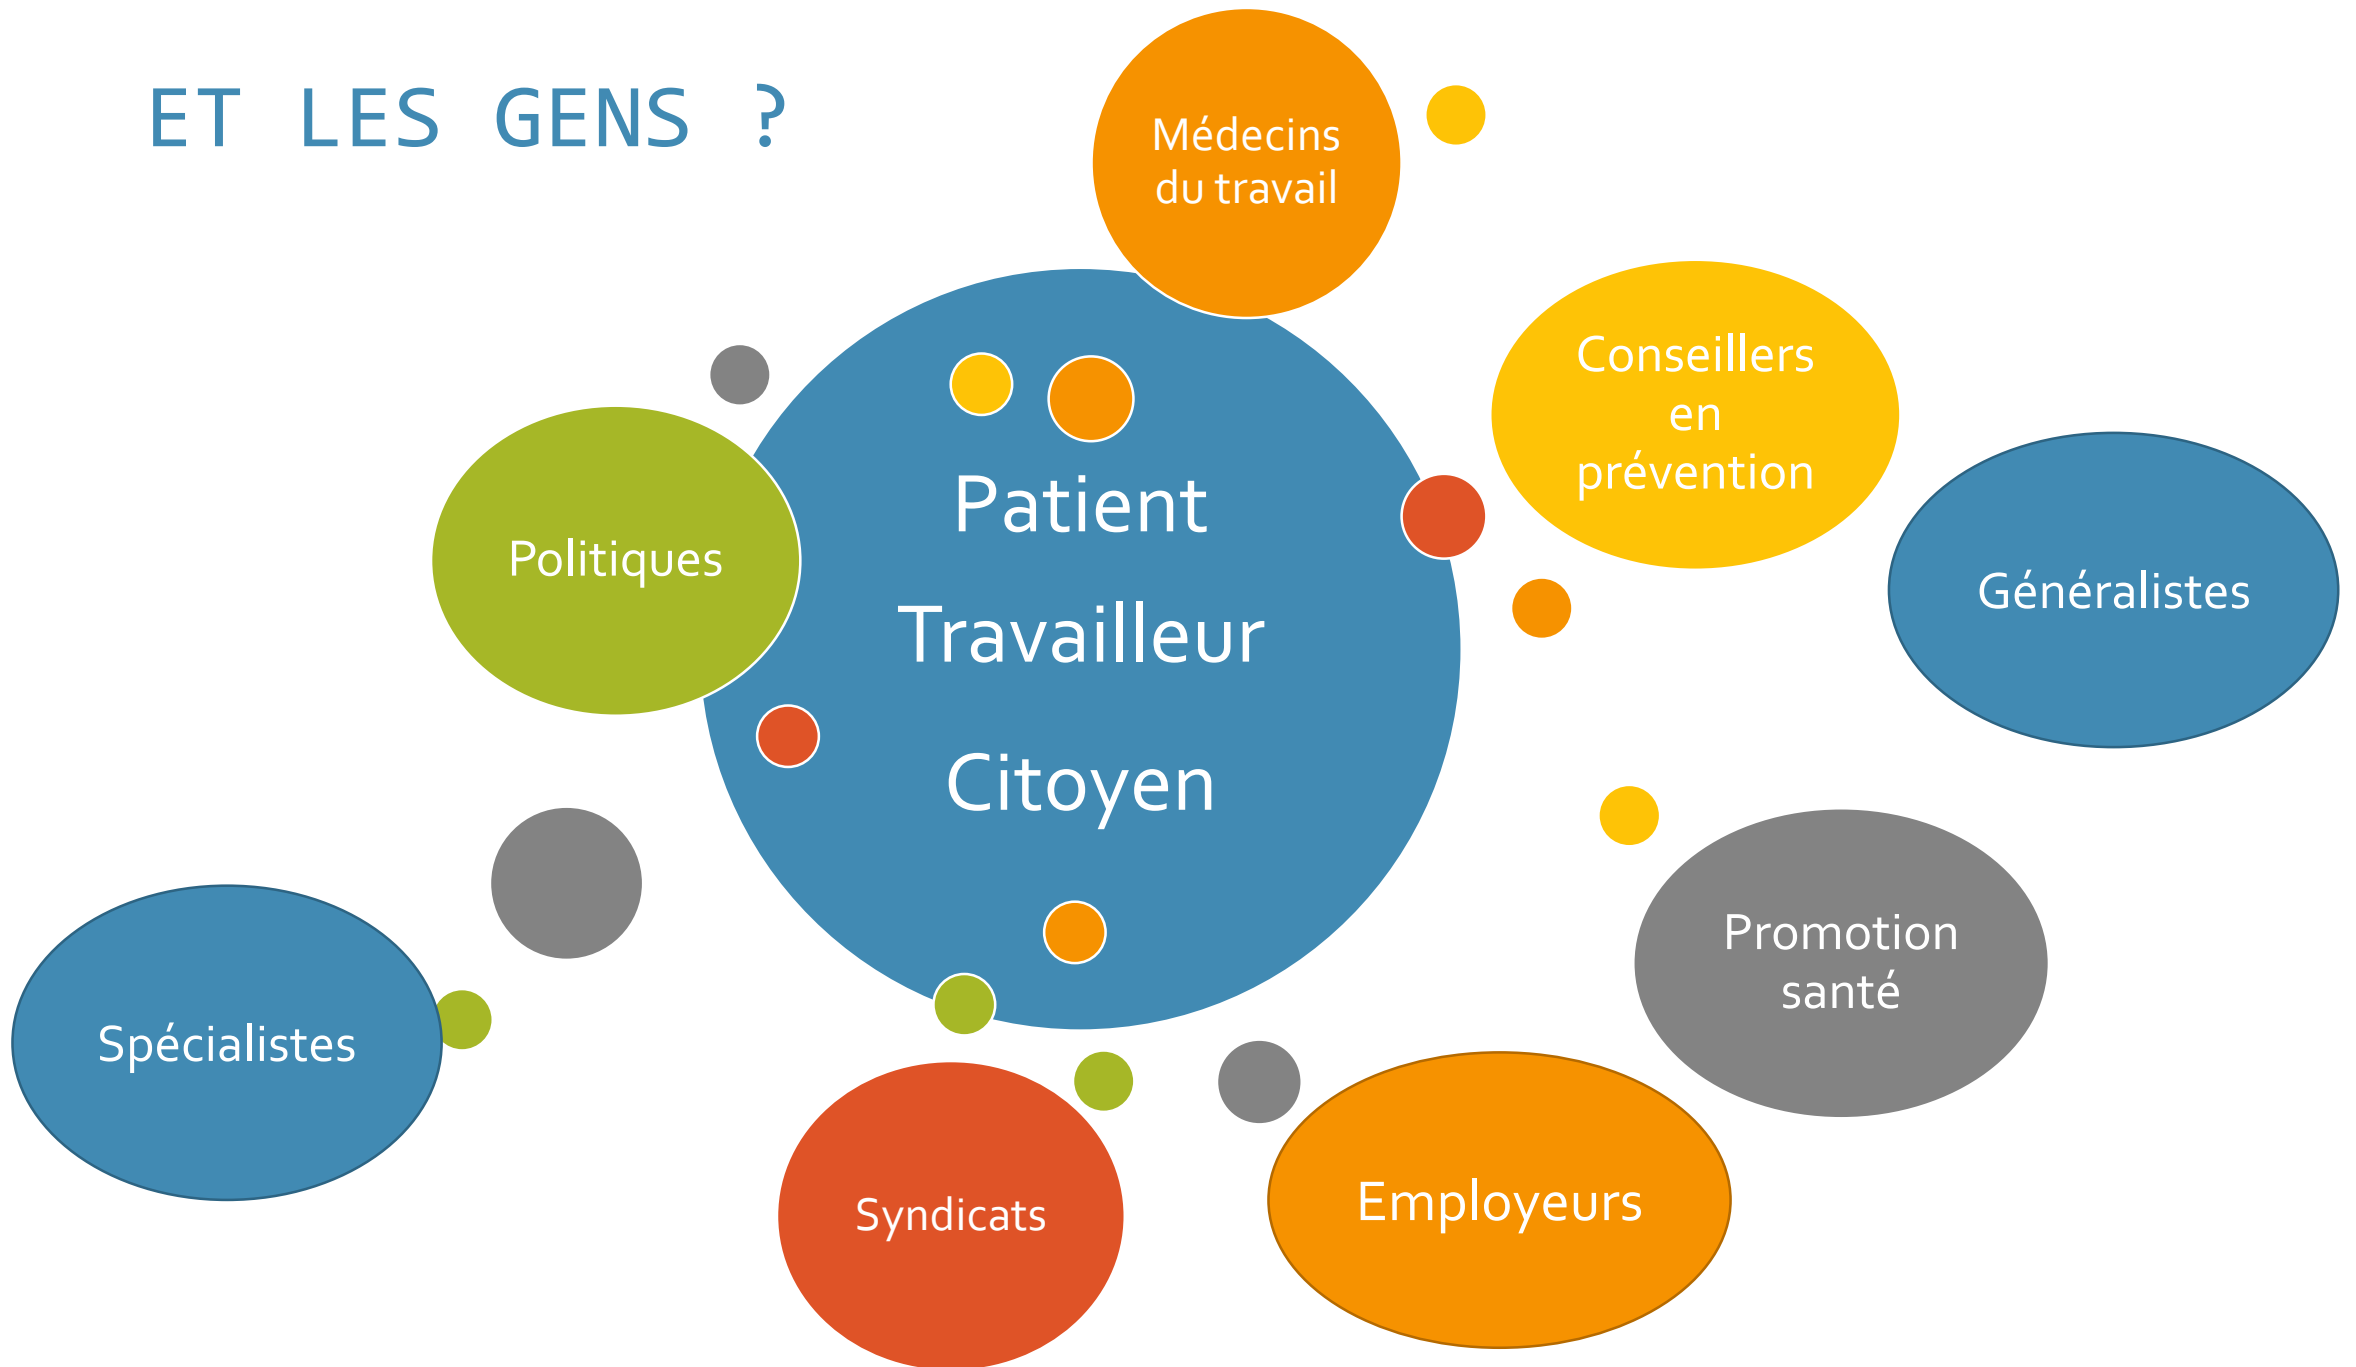 ET LES GENS ?
Médecins
du travail
Conseillers
en
prévention
Généralistes
Politiques
Patient
Travailleur
Citoyen
Promotion
santé
Spécialistes
Syndicats
Employeurs